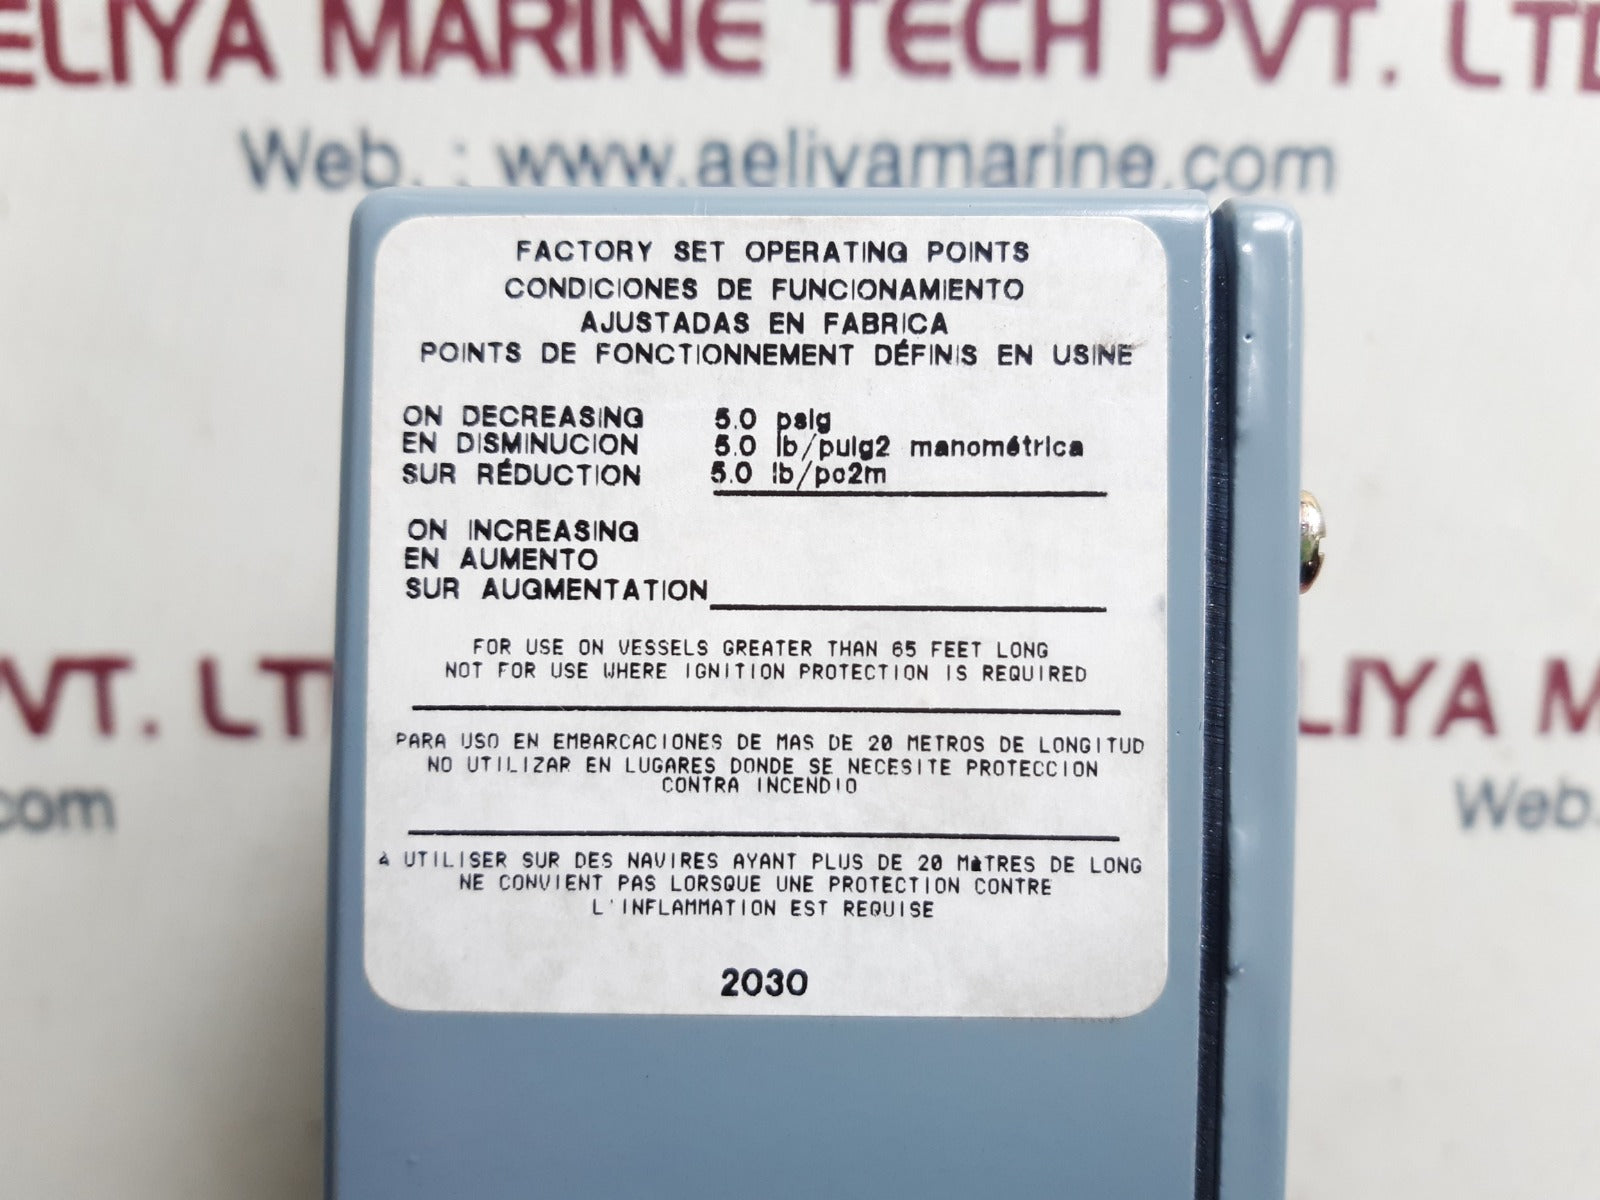 ELIYA MARINE TECH PVT. LTD
Web. : www.aeliyamarine.com
FACTORY SET OPERATING POINTS
CONDICIONES DE FUNCIONAMIENTO
AJUSTADAS EN FABRICA
POINTS DE FONCTIONNEMENT DÉFINIS EN USINE
ON DECREASING 5.0 psig
EN DISMINUCION 5.0 lb/pulg2 manométrica
SUR RÉDUCTION 5.0 lb/po2m
ON INCREASING
EN AUMENTO
SUR AUGMENTATION
FOR USE ON VESSELS GREATER THAN 65 FEET LONG
NOT FOR USE WHERE IGNITION PROTECTION IS REQUIRED
PARA USO EN EMBARCACIONES DE MAS DE 20 METROS DE LONGITUD
NO UTILIZAR EN LUGARES DONDE SE NECESITE PROTECCION
CONTRA INCENDIO
À UTILISER SUR DES NAVIRES AYANT PLUS DE 20 MèTRES DE LONG
NE CONVIENT PAS LORSQUE UNE PROTECTION CONTRE
L'INFLAMMATION EST REQUISE
2030
VT. LT
LIYA M
com
Web.